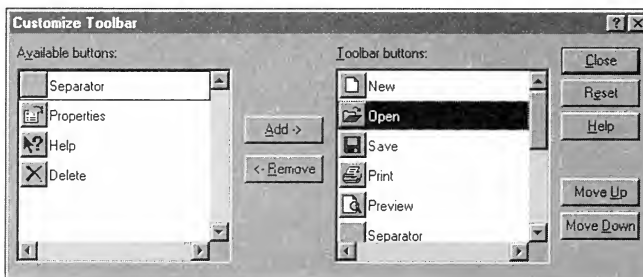 Customize Toolbar
Available buttons:
Separator
Properties
Help
Delete
Add ->
<- Remove
Toolbar buttons:
New
Open
Save
Print
Preview
Separator
Close
Reset
Help
Move Up
Move Down